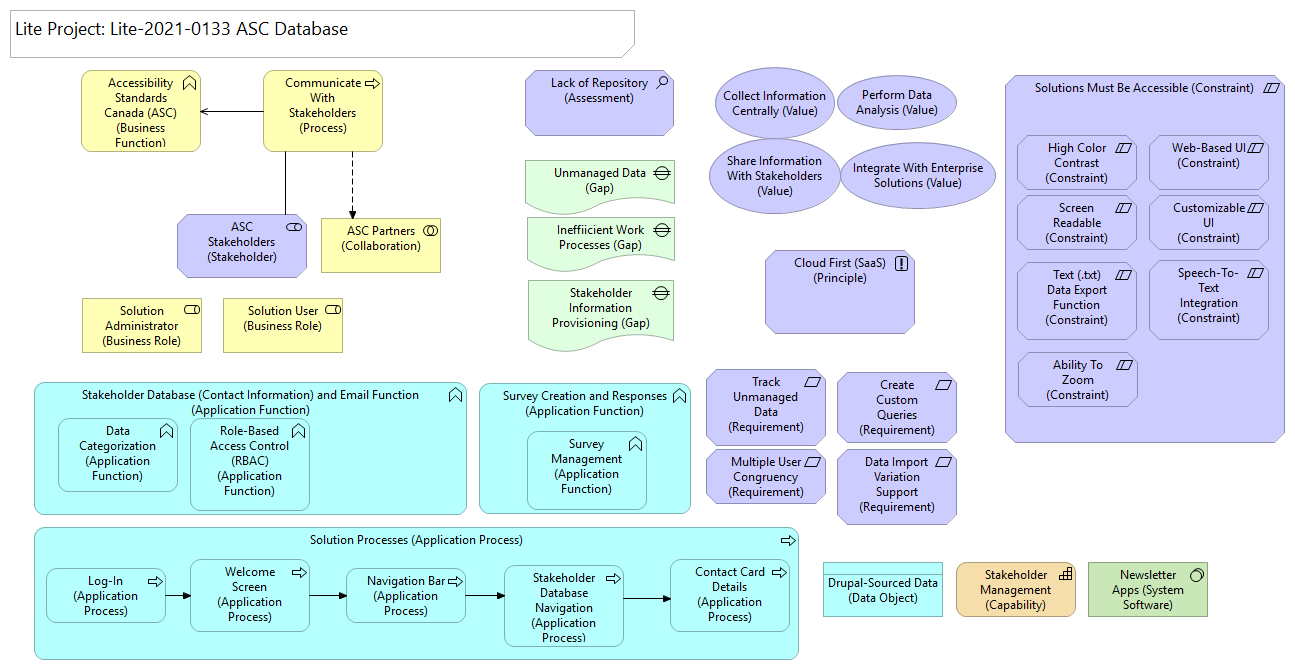 Lite Project: Lite-2021-0133 ASC Database
Accessibility
Standards
Canada (ASC)
(Business
Function)
Communicate
With
Stakeholders
(Process)
ASC
Stakeholders
(Stakeholder)
ASC Partners
(Collaboration)
Solution
Administrator
(Business Role)
Solution User
(Business Role)
Lack of Repository
(Assessment)
Unmanaged Data
(Gap)
Ineffiicient Work
Processes (Gap)
Stakeholder
Information
Provisioning (Gap)
Collect Information
Centrally (Value)
Perform Data
Analysis (Value)
Share Information
With Stakeholders
(Value)
Integrate With Enterprise
Solutions (Value)
Cloud First (SaaS)
(Principle)
Solutions Must Be Accessible (Constraint)
High Color
Contrast
(Constraint)
Web-Based UI
(Constraint)
Screen
Readable
(Constraint)
Customizable
UI
(Constraint)
Text (.txt)
Data Export
Function
(Constraint)
Speech-To-
Text
Integration
(Constraint)
Ability To
Zoom
(Constraint)
Stakeholder Database (Contact Information) and Email Function
(Application Function)
Data
Categorization
(Application
Function)
Role-Based
Access Control
(RBAC)
(Application
Function)
Survey Creation and Responses
(Application Function)
Survey
Management
(Application
Function)
Track
Unmanaged
Data
(Requirement)
Create
Custom
Queries
(Requirement)
Multiple User
Congruency
(Requirement)
Data Import
Variation
Support
(Requirement)
Solution Processes (Application Process)
Log-In
(Application
Process)
Welcome
Screen
(Application
Process)
Navigation Bar
(Application
Process)
Stakeholder
Database
Navigation
(Application
Process)
Contact Card
Details
(Application
Process)
Drupal-Sourced Data
(Data Object)
Stakeholder
Management
(Capability)
Newsletter
Apps (System
Software)